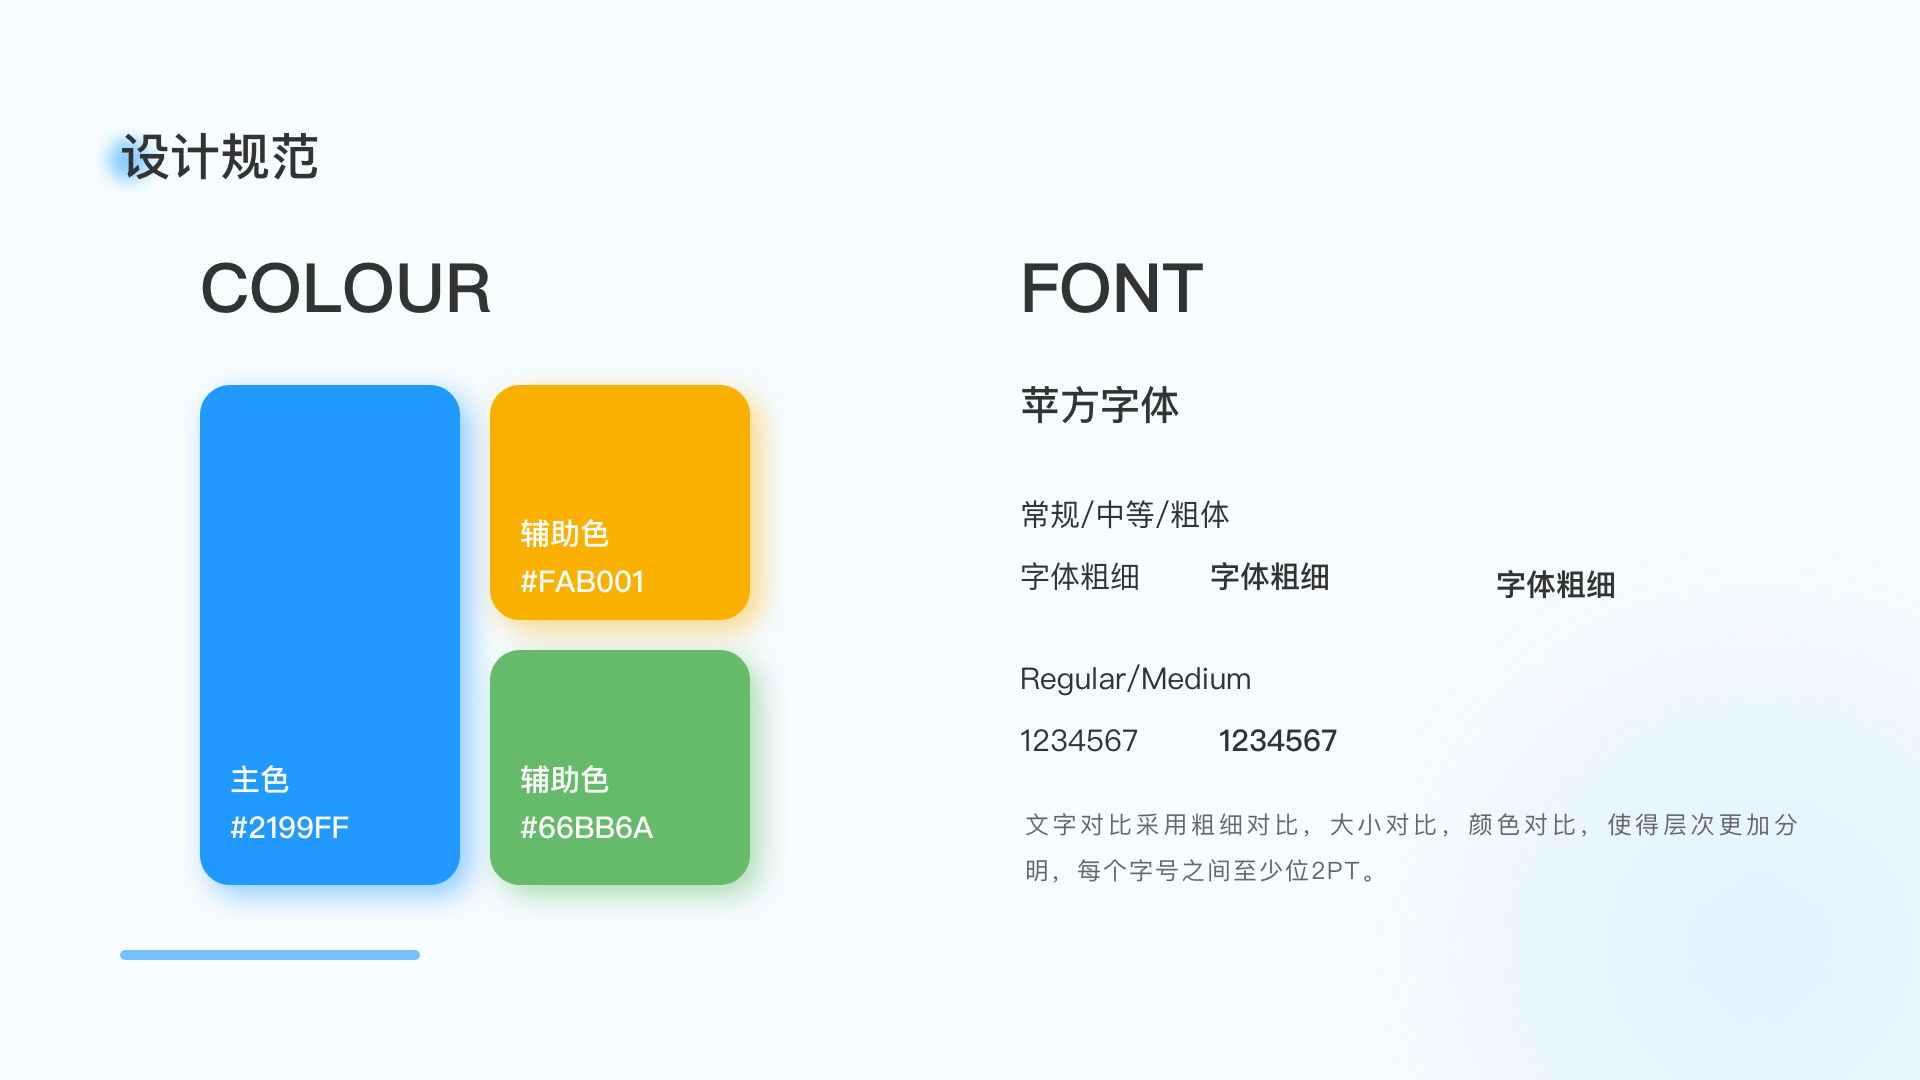 设计规范
COLOUR
主色
#2199FF
辅助色
#FAB001
辅助色
#66BB6A
FONT
苹方字体
常规/中等/粗体
字体粗细 字体粗细 字体粗细
Regular/Medium
1234567 1234567
文字对比采用粗细对比，大小对比，颜色对比，使得层次更加分
明，每个字号之间至少位2PT。